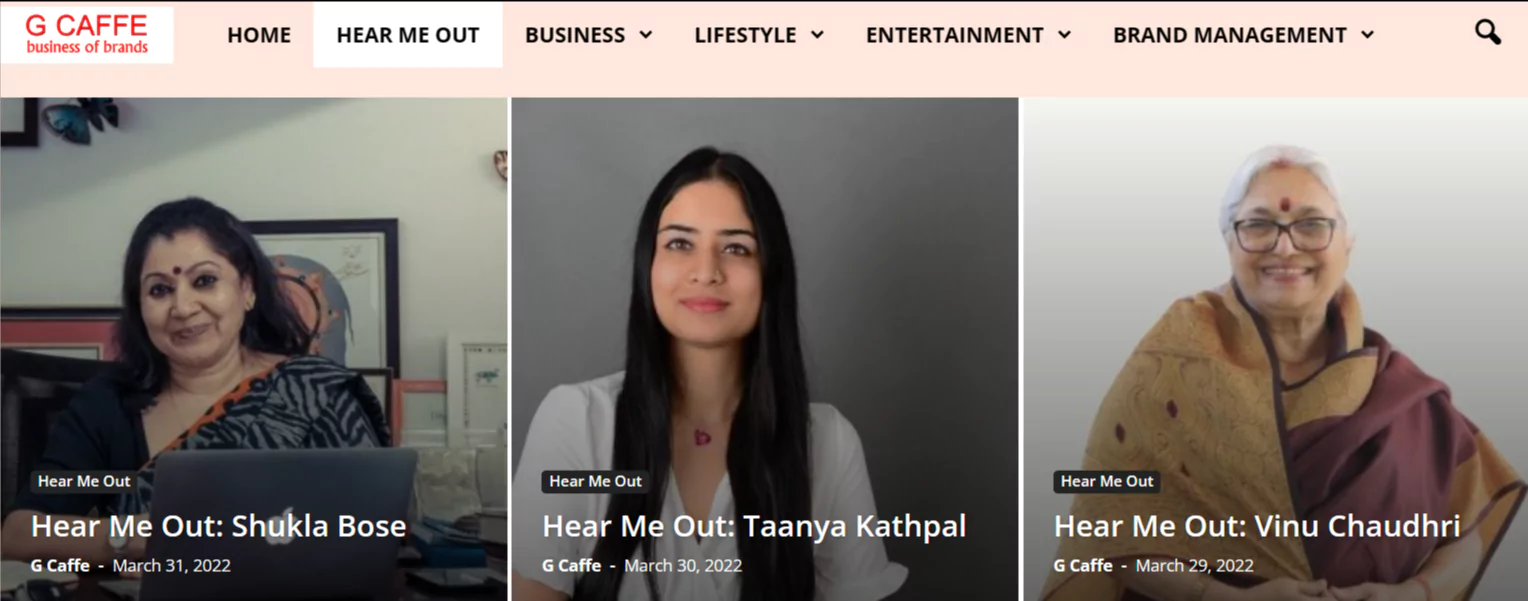 G CAFFE
business of brands
HOME
HEAR ME OUT
BUSINESS
LIFESTYLE
ENTERTAINMENT
BRAND MANAGEMENT
Hear Me Out
Hear Me Out: Shukla Bose
G Caffe - March 31, 2022
Hear Me Out
Hear Me Out: Taanya Kathpal
G Caffe - March 30, 2022
Hear Me Out
Hear Me Out: Vinu Chaudhri
G Caffe - March 29, 2022